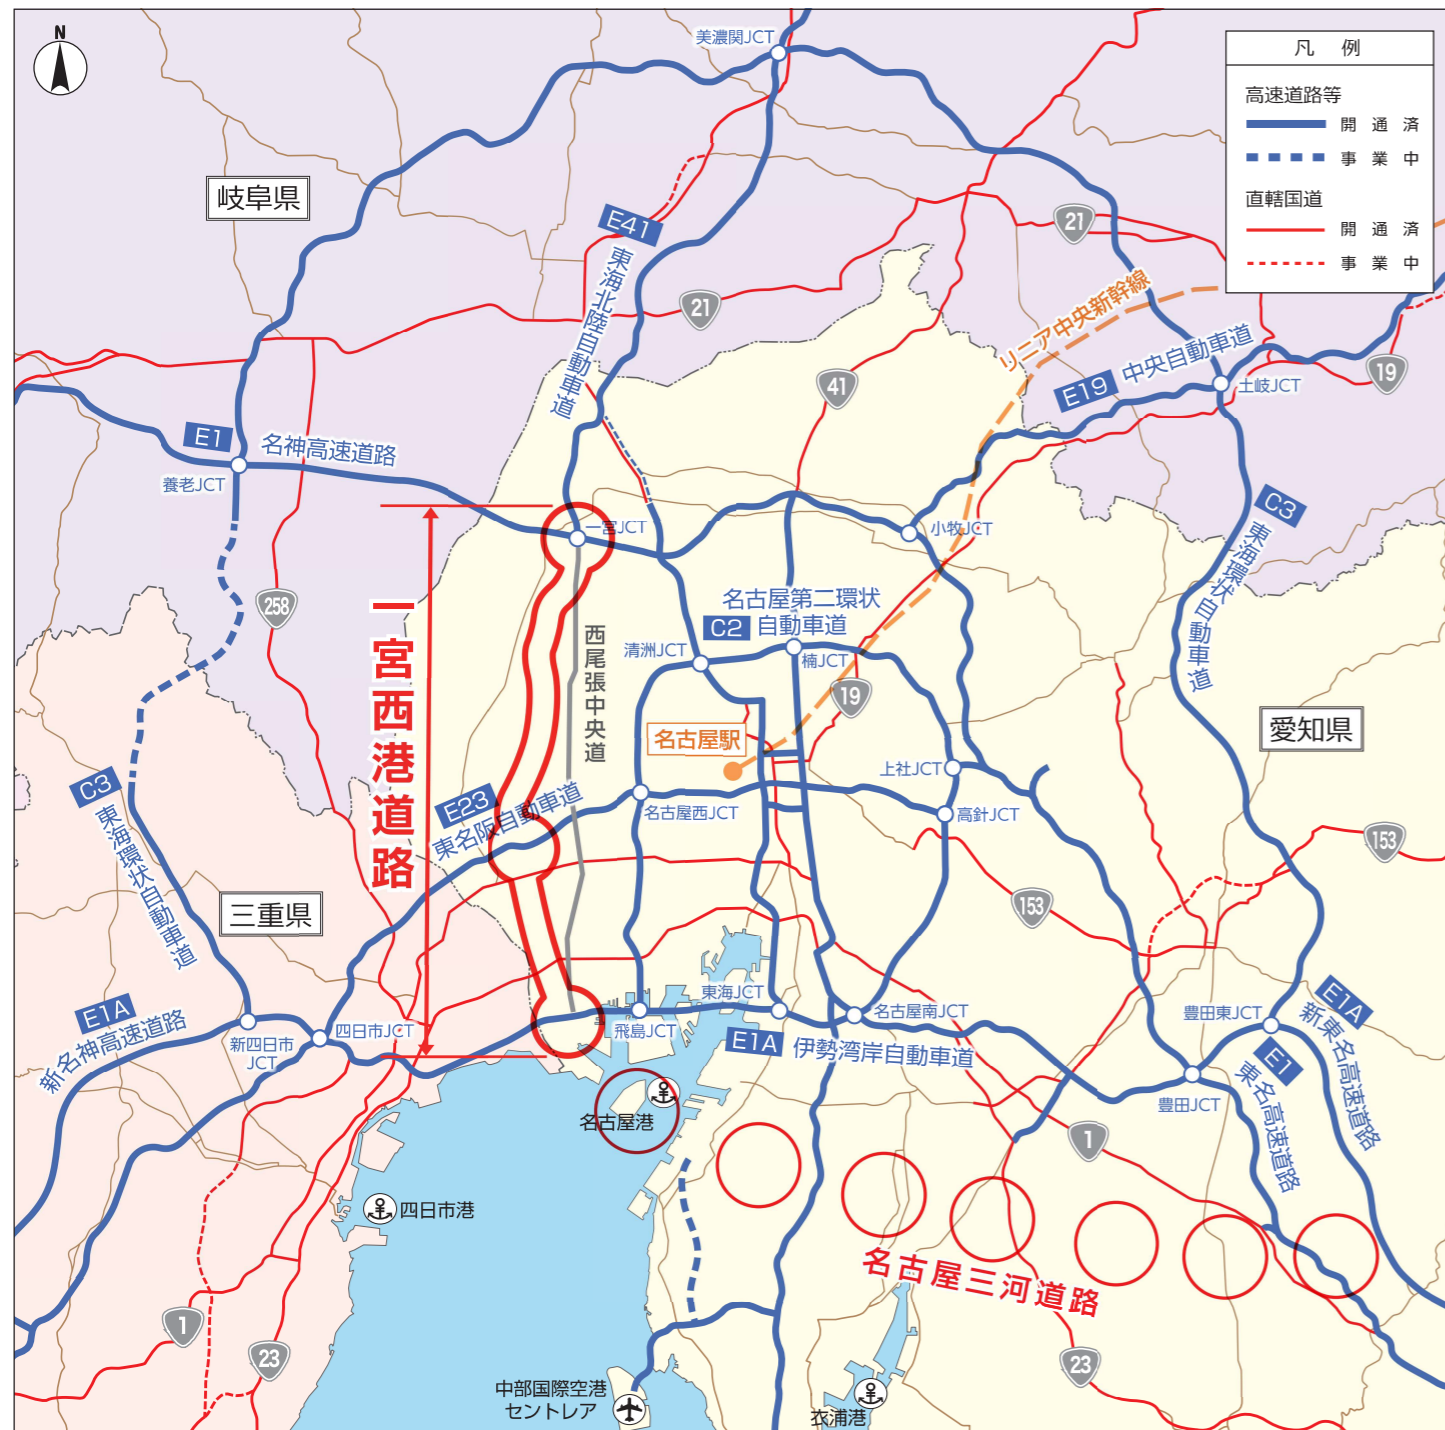 N
美濃関JCT
凡 例
高速道路等
開 通 済
事 業 中
直轄国道
開 通 済
事 業 中
岐阜県
E41
東海北陸自動車道
21
21
リニア中央新幹線
41
E19 中央自動車道
土岐JCT
19
E1
名神高速道路
養老JCT
一宮JCT
小牧JCT
C3
東海環状自動車道
258
一宮西港道路
西尾張中央道
名古屋第二環状
C2 自動車道
清洲JCT
楠JCT
19
名古屋駅
愛知県
上社JCT
C3
東海環状自動車道
E23
東名阪自動車道
名古屋西JCT
高針JCT
153
三重県
153
E1A
新名神高速道路
新四日市
JCT
四日市JCT
飛島JCT
東海JCT
名古屋南JCT
E1A 伊勢湾岸自動車道
豊田東JCT
E1A
新東名高速道路
E1
東名高速道路
豊田JCT
名古屋港
1
四日市港
名古屋三河道路
1
23
23
中部国際空港
セントレア
衣浦港